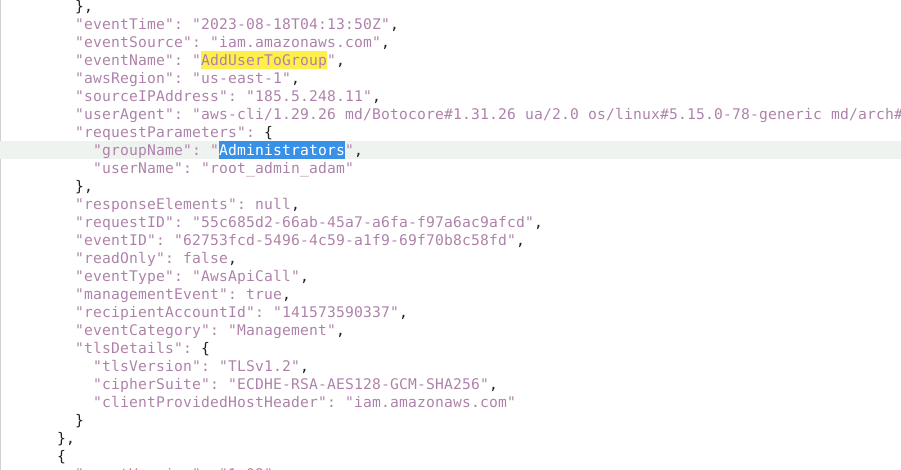 },
"eventTime": "2023-08-18T04:13:50Z",
"eventSource": "iam.amazonaws.com",
"eventName": "AddUserToGroup",
"awsRegion": "us-east-1",
"sourceIPAddress": "185.5.248.11",
"userAgent": "aws-cli/1.29.26 md/Botocore#1.31.26 ua/2.0 os/linux#5.15.0-78-generic md/arch#
"requestParameters": {
"groupName": "Administrators",
"userName": "root_admin_adam"
},
"responseElements": null,
"requestID": "55c685d2-66ab-45a7-a6fa-f97a6ac9afcd",
"eventID": "62753fcd-5496-4c59-a1f9-69f70b8c58fd",
"readOnly": false,
"eventType": "AwsApiCall",
"managementEvent": true,
"recipientAccountId": "141573590337",
"eventCategory": "Management",
"tlsDetails": {
"tlsVersion": "TLSv1.2",
"cipherSuite": "ECDHE-RSA-AES128-GCM-SHA256",
"clientProvidedHostHeader": "iam.amazonaws.com"
}
},
{